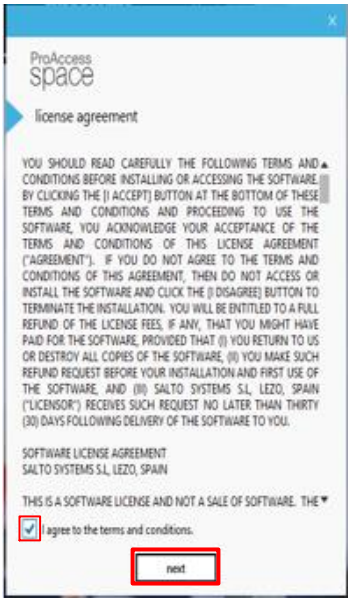 x
ProAccess
space
license agreement
YOU SHOULD READ CAREFULLY THE FOLLOWING TERMS AND
CONDITIONS BEFORE INSTALLING OR ACCESSING THE SOFTWARE.
BY CLICKING THE [I ACCEPT] BUTTON AT THE BOTTOM OF THESE
TERMS AND CONDITIONS AND PROCEEDING TO USE THE
SOFTWARE, YOU ACKNOWLEDGE YOUR ACCEPTANCE OF THE
TERMS AND CONDITIONS OF THIS LICENSE AGREEMENT
("AGREEMENT"). IF YOU DO NOT AGREE TO THE TERMS AND
CONDITIONS OF THIS AGREEMENT, THEN DO NOT ACCESS OR
INSTALL THE SOFTWARE AND CLICK THE [I DISAGREE] BUTTON TO
TERMINATE THE INSTALLATION. YOU WILL BE ENTITLED TO A FULL
REFUND OF THE LICENSE FEES, IF ANY, THAT YOU MIGHT HAVE
PAID FOR THE SOFTWARE, PROVIDED THAT (I) YOU RETURN TO US
OR DESTROY ALL COPIES OF THE SOFTWARE, (II) YOU MAKE SUCH
REFUND REQUEST BEFORE YOUR INSTALLATION AND FIRST USE OF
THE SOFTWARE, AND (III) SALTO SYSTEMS S.L, LEZO, SPAIN
("LICENSOR") RECEIVES SUCH REQUEST NO LATER THAN THIRTY
(30) DAYS FOLLOWING DELIVERY OF THE SOFTWARE TO YOU.
SOFTWARE LICENSE AGREEMENT
SALTO SYSTEMS S.L, LEZO, SPAIN
THIS IS A SOFTWARE LICENSE AND NOT A SALE OF SOFTWARE. THE
I agree to the terms and conditions.
next